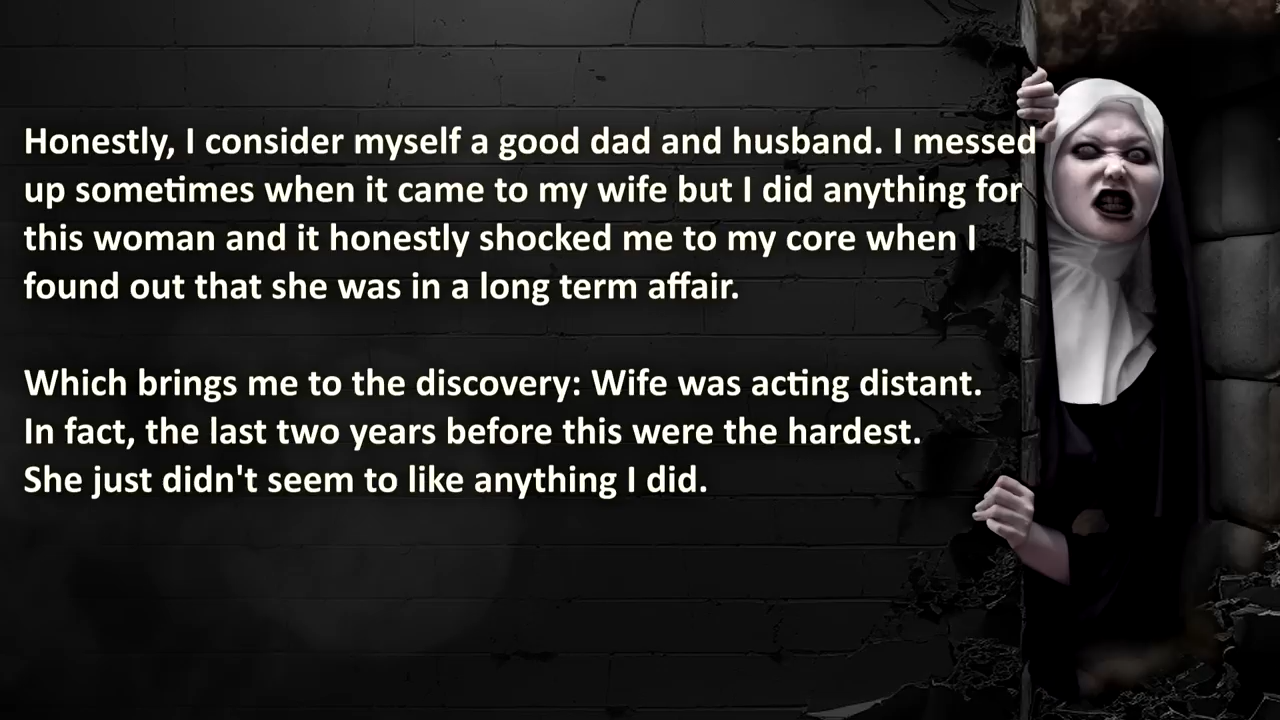 Honestly, I consider myself a good dad and husband. I messed
up sometimes when it came to my wife but I did anything for
this woman and it honestly shocked me to my core when I
found out that she was in a long term affair.
Which brings me to the discovery: Wife was acting distant.
In fact, the last two years before this were the hardest.
She just didn't seem to like anything I did.